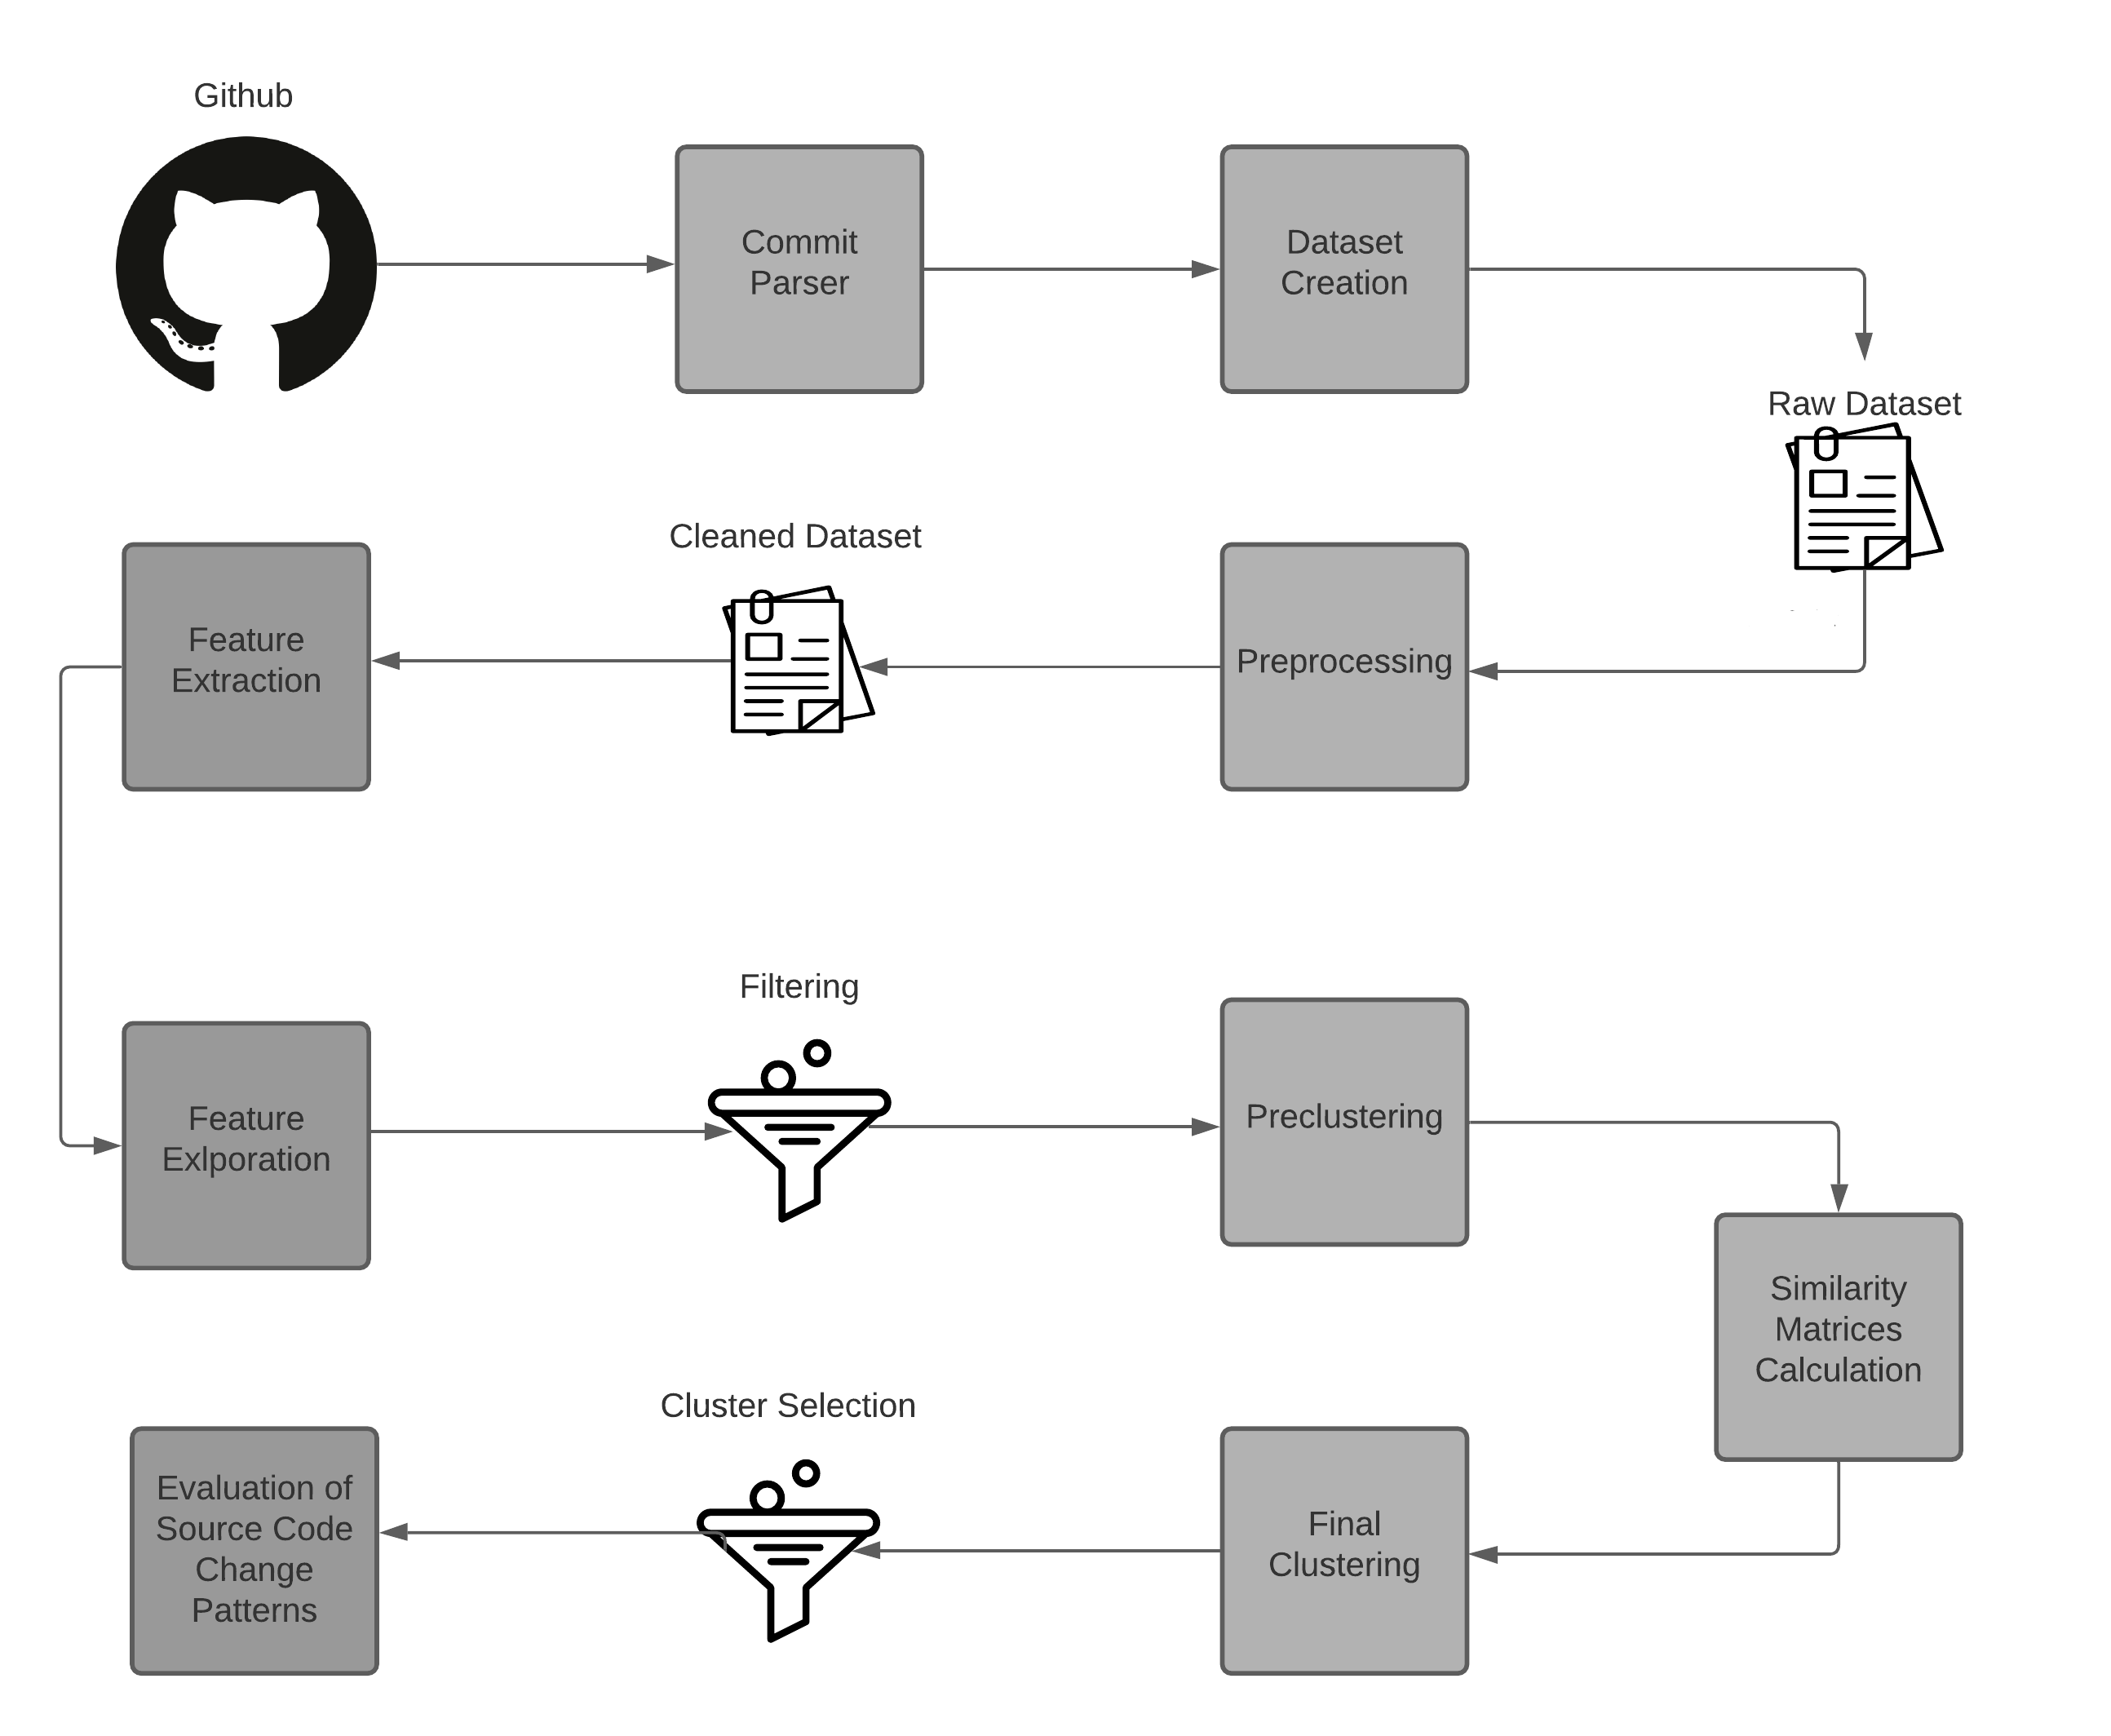 Github
Commit
Parser
Dataset
Creation
Raw Dataset
Cleaned Dataset
Preprocessing
Feature
Extraction
Feature
Exlporation
Filtering
Preclustering
Similarity
Matrices
Calculation
Final
Clustering
Cluster Selection
Evaluation of
Source Code
Change
Patterns